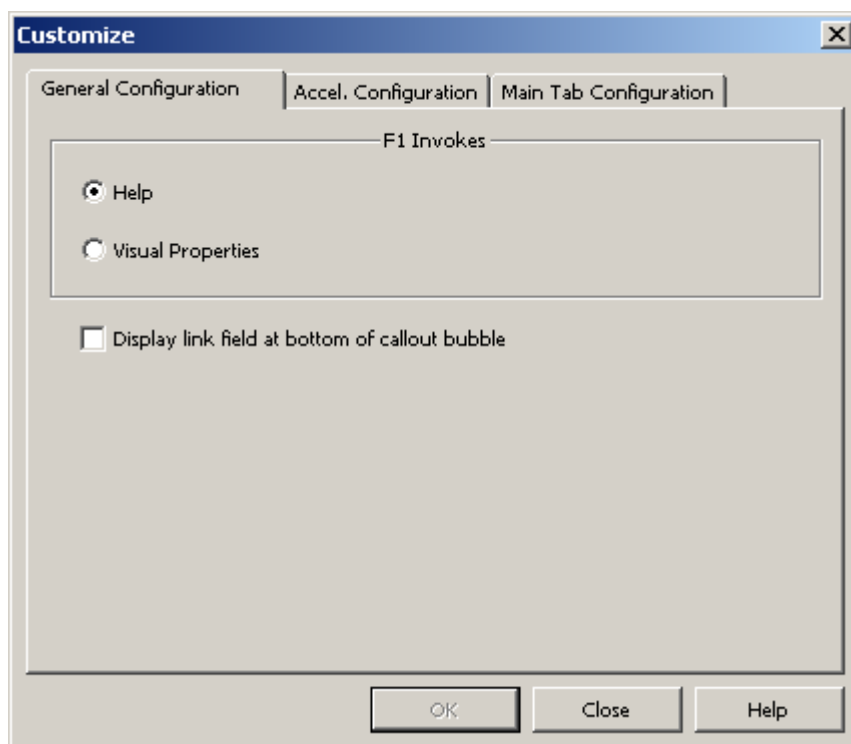 Customize
General Configuration
Accel. Configuration
Main Tab Configuration
F1 Invokes
Help
Visual Properties
Display link field at bottom of callout bubble
OK
Close
Help